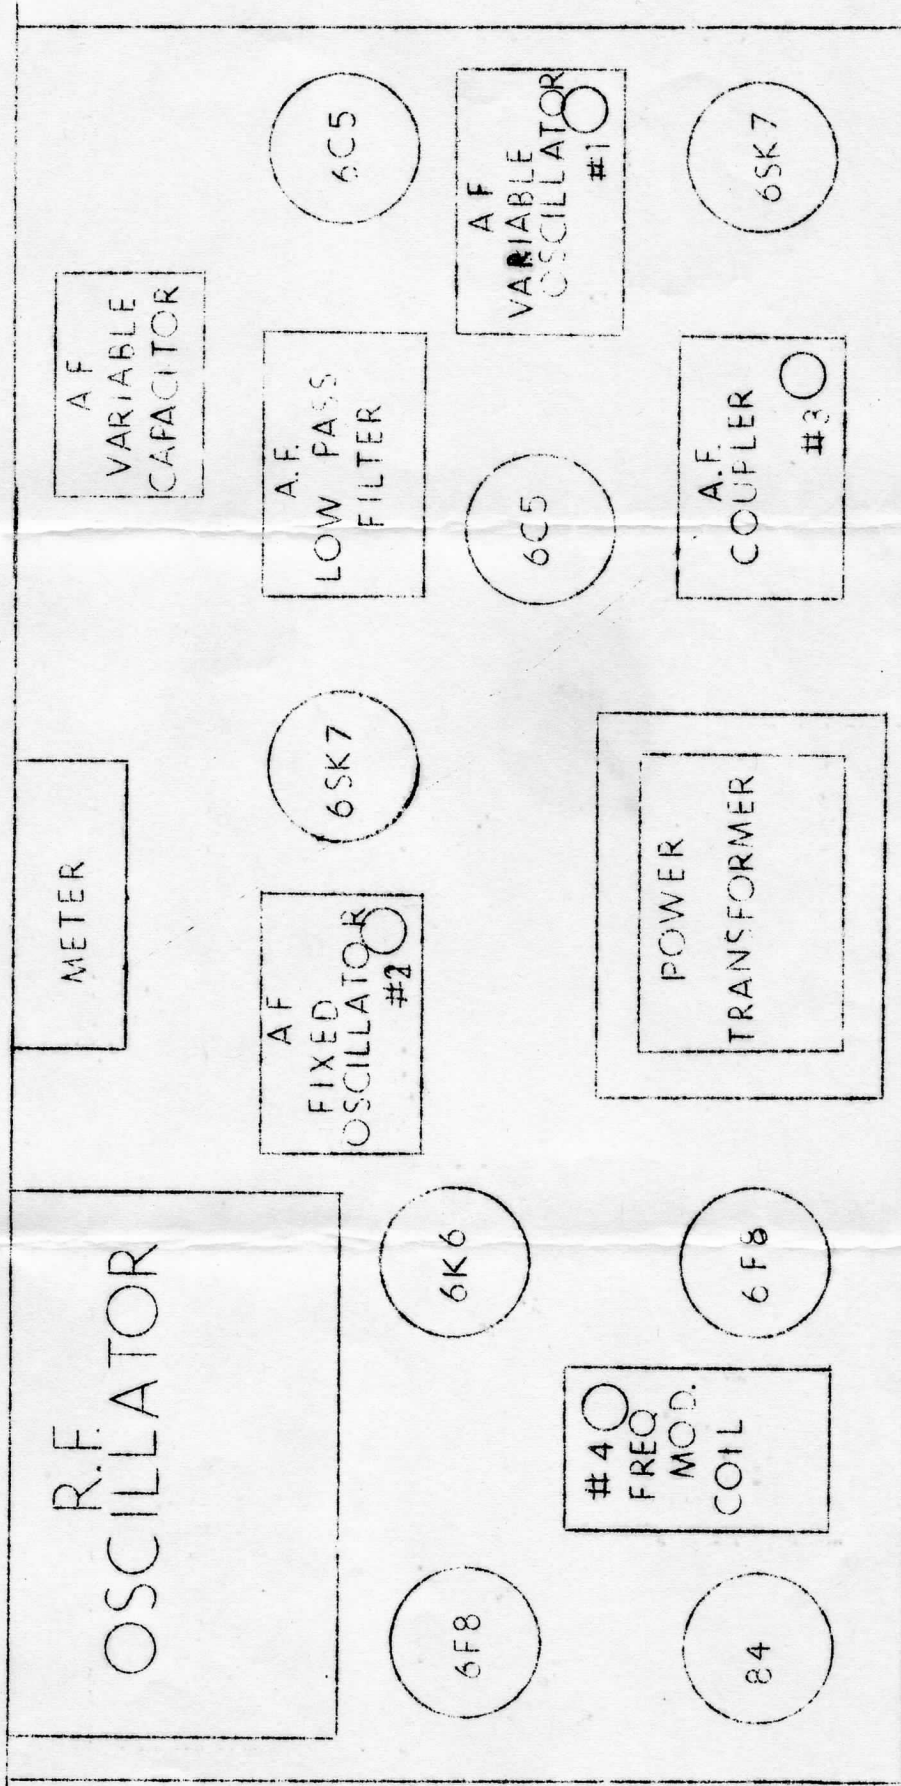 R.F.
OSCILLATOR
METER
A F
VARIABLE
CAPACITOR
A F
FIXED
OSCILLATOR
#2
6SK7
A.F.
LOW PASS
FILTER
6C5
6F8
6K6
6C5
A F
VARIABLE
OSCILLATOR
#1
#4
FREQ
MOD.
COIL
POWER
TRANSFORMER
84
6F8
A.F.
COUPLER
#3
6SK7